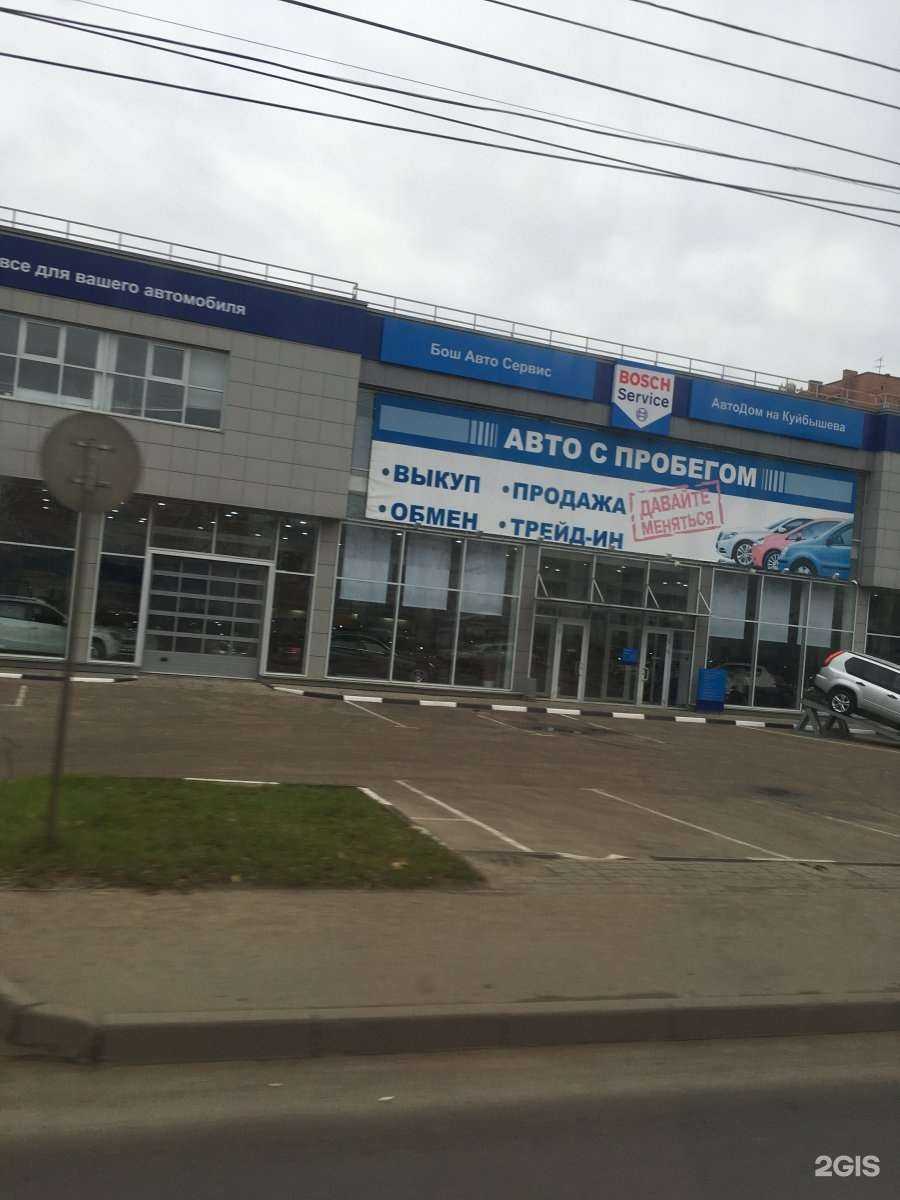 все для вашего автомобиля
Бош Авто Сервис
BOSCH
Service
АвтоДом на Куйбышева
АВТО С ПРОБЕГОМ
•ВЫКУП •ПРОДАЖА
•ОБМЕН •ТРЕЙД-ИН
ДАВАЙТЕ
МЕНЯТЬСЯ
2GIS